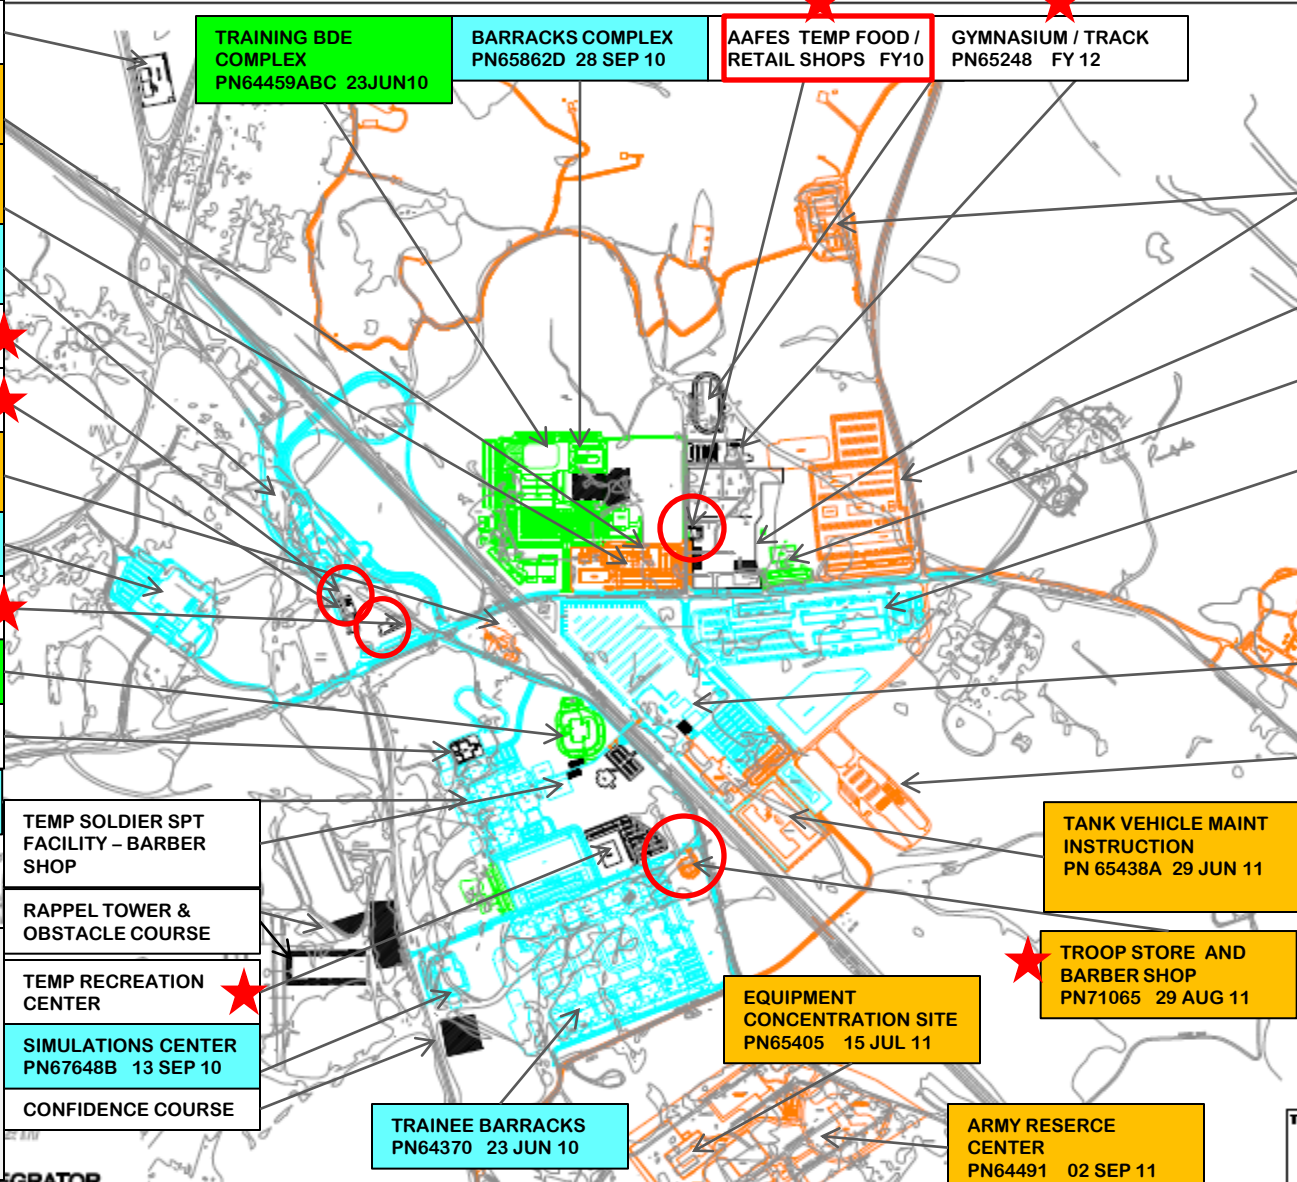 TRAINING BDE
COMPLEX
PN64459ABC 23JUN10
BARRACKS COMPLEX
PN65862D 28 SEP 10
AAFES TEMP FOOD /
RETAIL SHOPS FY10
GYMNASIUM / TRACK
PN65248 FY 12
TEMP SOLDIER SPT
FACILITY – BARBER
SHOP
RAPPEL TOWER &
OBSTACLE COURSE
TEMP RECREATION
CENTER
SIMULATIONS CENTER
PN67648B 13 SEP 10
CONFIDENCE COURSE
TRAINEE BARRACKS
PN64370 23 JUN 10
EQUIPMENT
CONCENTRATION SITE
PN65405 15 JUL 11
TANK VEHICLE MAINT
INSTRUCTION
PN 65438A 29 JUN 11
TROOP STORE AND
BARBER SHOP
PN71065 29 AUG 11
ARMY RESERCE
CENTER
PN64491 02 SEP 11